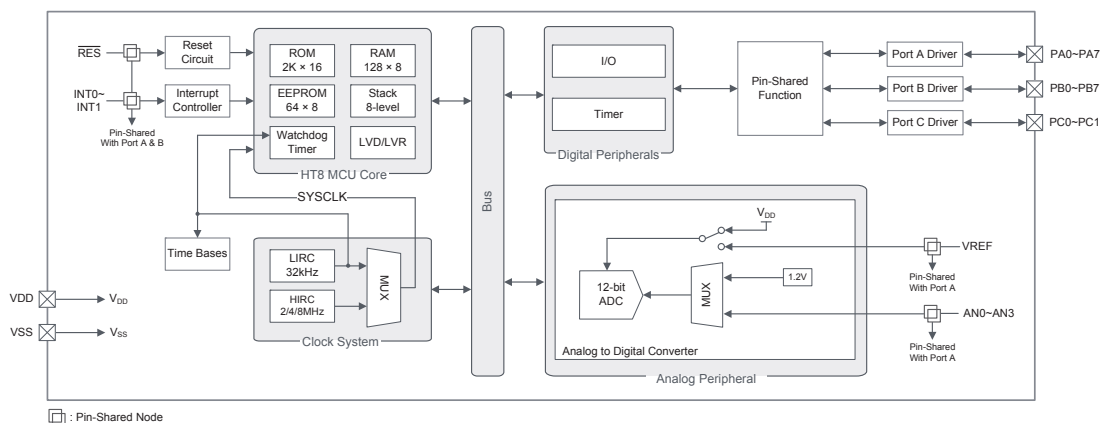 RES
Reset
Circuit
INT0~
INT1
Interrupt
Controller
Pin-Shared
With Port A & B
ROM
2K × 16
RAM
128 × 8
EEPROM
64 × 8
Stack
8-level
Watchdog
Timer
LVD/LVR
HT8 MCU Core
SYSCLK
Time Bases
LIRC
32kHz
HIRC
2/4/8MHz
MUX
Clock System
VDD
VDD
VSS
VSS
Bus
I/O
Timer
Digital Peripherals
Pin-Shared
Function
Port A Driver
Port B Driver
Port C Driver
PA0~PA7
PB0~PB7
PC0~PC1
VDD
12-bit
ADC
MUX
1.2V
VREF
Pin-Shared
With Port A
AN0~AN3
Pin-Shared
With Port A
Analog to Digital Converter
Analog Peripheral
: Pin-Shared Node